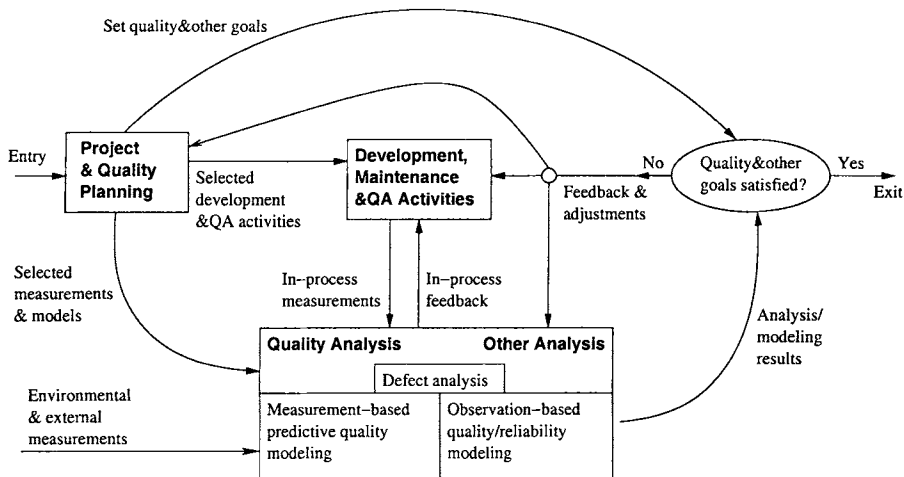 Set quality&other goals
Entry
Project
& Quality
Planning
Selected
development
&QA activities
Development,
Maintenance
&QA Activities
No
Feedback &
adjustments
Quality&other
goals satisfied?
Yes
Exit
Selected
measurements
& models
In-process
measurements
In-process
feedback
Analysis/
modeling
results
Quality Analysis
Other Analysis
Defect analysis
Environmental
& external
measurements
Measurement-based
predictive quality
modeling
Observation-based
quality/reliability
modeling